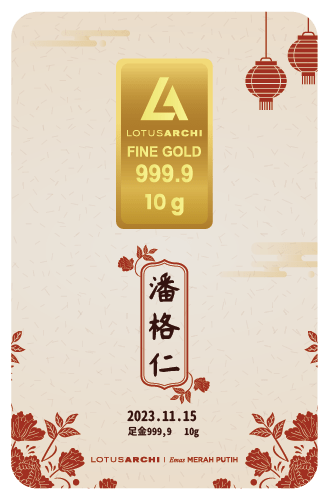 LOTUSARCHI
FINE GOLD
999.9
10 g
潘
格
仁
2023.11.15
足金999,9 10g
LOTUSARCHI | Emas MERAH PUTIH